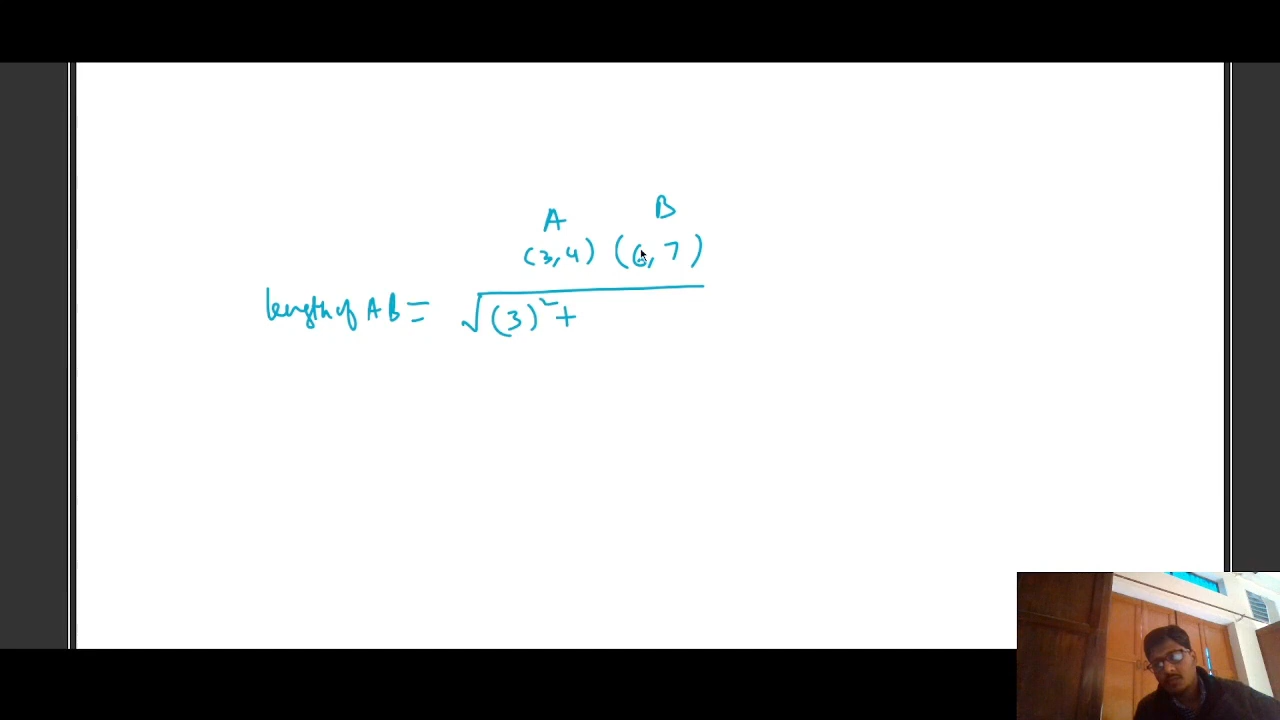 A B
(3,4) (6,7)
length of AB = √(3)² +